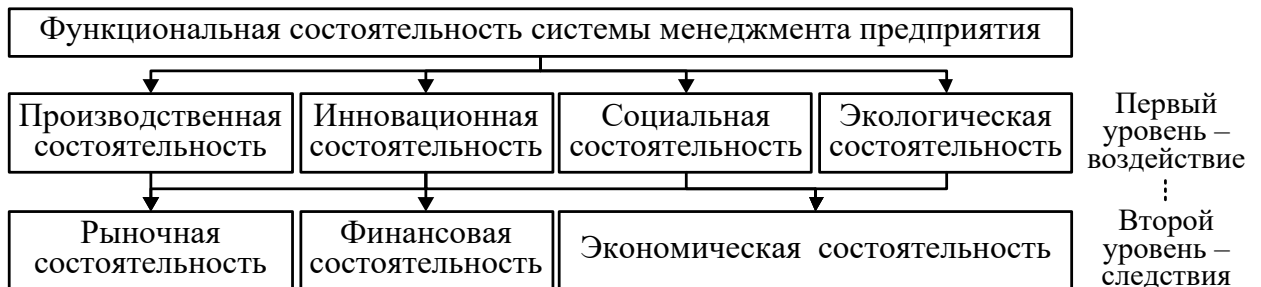 Функциональная состоятельность системы менеджмента предприятия
Производственная
состоятельность
Инновационная
состоятельность
Социальная
состоятельность
Экологическая
состоятельность
Первый
уровень –
воздействие
Рыночная
состоятельность
Финансовая
состоятельность
Экономическая состоятельность
Второй
уровень –
следствия